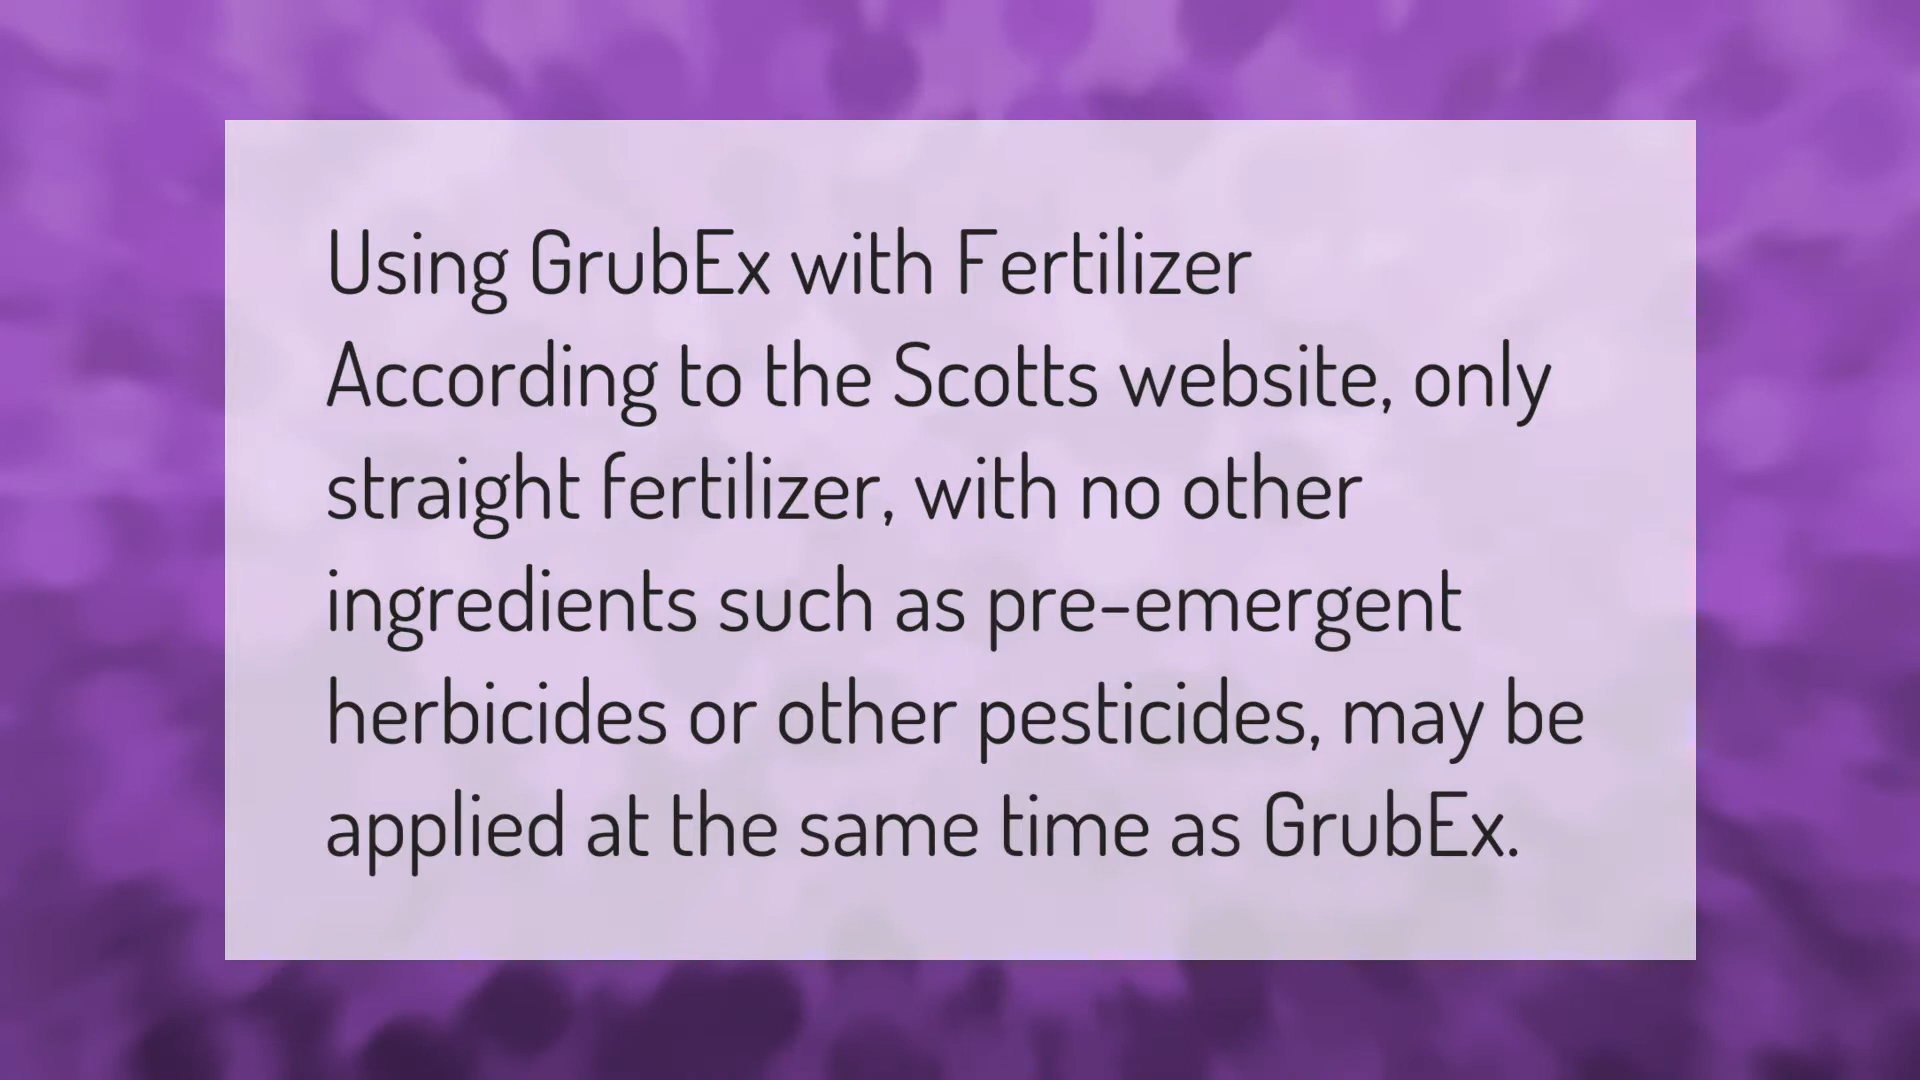 Using GrubEx with Fertilizer
According to the Scotts website, only
straight fertilizer, with no other
ingredients such as pre-emergent
herbicides or other pesticides, may be
applied at the same time as GrubEx.